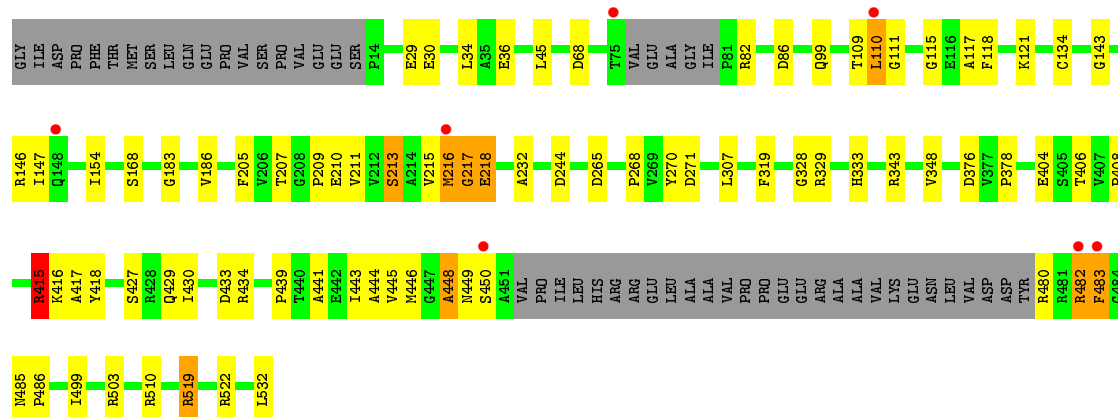 GLY ILE ASP PRO PHE THR MET SER LEU GLN GLU PRO VAL SER PRO VAL GLU GLU SER P14 E29 E30 L34 A35 E36 L45 D68 T75 VAL GLU ALA GLY ILE P81 R82 D86 Q99 T109 L110 G111 G115 E116 A117 F118 K121 C134 G143
R146 I147 Q148 I154 S168 G183 V186 F205 V206 T207 G208 P209 E210 V211 V212 S213 A214 V215 M216 G217 E218 A232 D244 D265 P268 V269 Y270 D271 L307 F319 G328 R329 H333 R343 V348 D376 V377 P378 E404 S405 T406 V407
R415 K416 A417 Y418 S427 R428 Q429 I430 D433 R434 P439 T440 A441 E442 I443 A444 V445 M446 G447 A448 N449 S450 A451 VAL PRO ILE LEU HIS ARG ARG GLU LEU ALA ALA VAL PRO PRO GLU GLU ARG ALA ALA VAL LYS GLU ASN LEU VAL ASP ASP TYR R480 R481 R482 F483
N485 P486 I499 R503 R510 R519 R522 L532